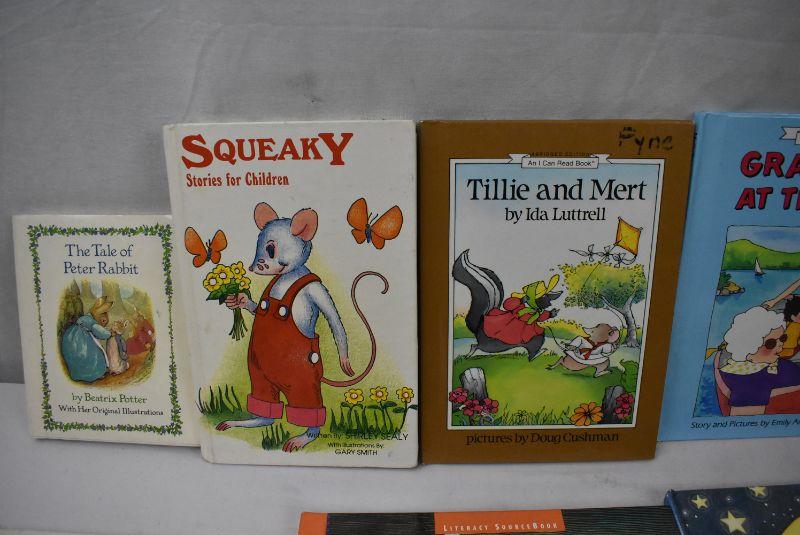 The Tale of
Peter Rabbit
by Beatrix Potter
With Her Original Illustrations
SQUEAKY
Stories for Children
Written By: SHIRLEY SEALY
With Illustrations By:
GARY SMITH
ABRIDGED EDITION
Pyne
An I Can Read Book
Tillie and Mert
by Ida Luttrell
pictures by Doug Cushman
GRA
AT T
Story and Pictures by Emily
LITERACY SOURCEBOOK